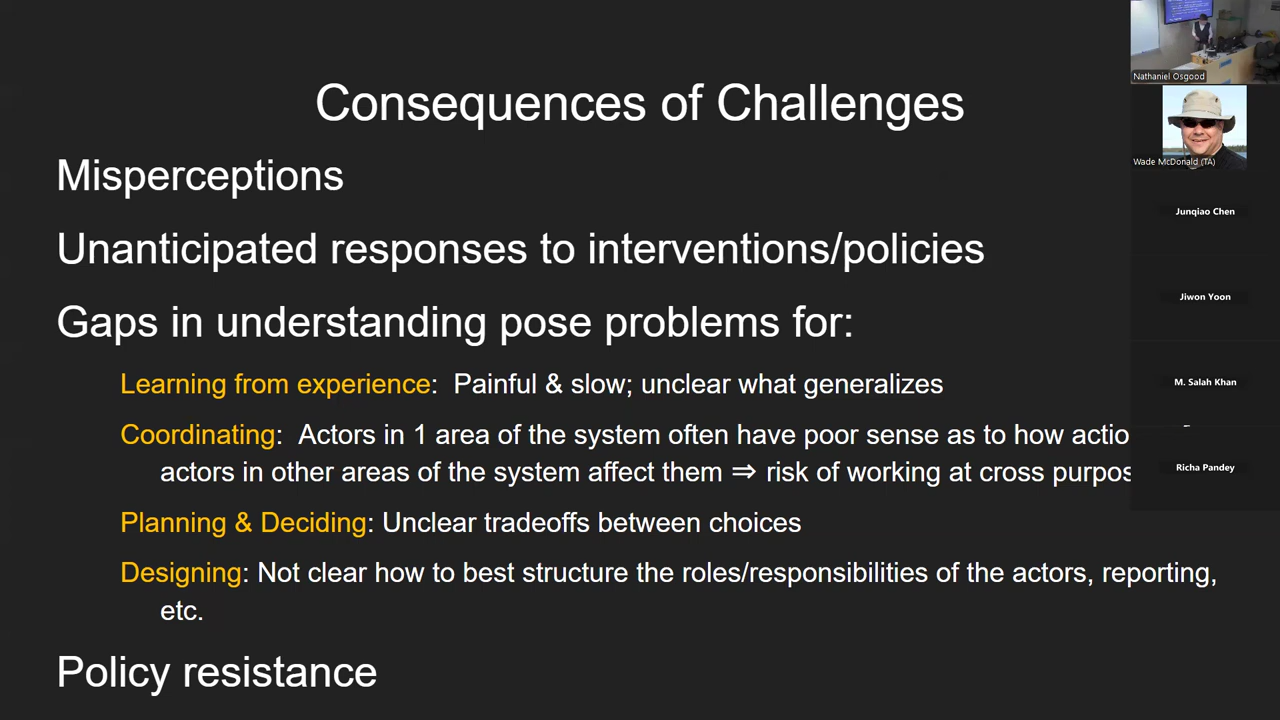 Consequences of Challenges
Misperceptions
Unanticipated responses to interventions/policies
Gaps in understanding pose problems for:
Learning from experience: Painful & slow; unclear what generalizes
Coordinating: Actors in 1 area of the system often have poor sense as to how actio
actors in other areas of the system affect them ⇒ risk of working at cross purpos
Planning & Deciding: Unclear tradeoffs between choices
Designing: Not clear how to best structure the roles/responsibilities of the actors, reporting,
etc.
Policy resistance
Nathaniel Osgood
Wade McDonald (TA)
Junqiao Chen
Jiwon Yoon
M. Salah Khan
Richa Pandey